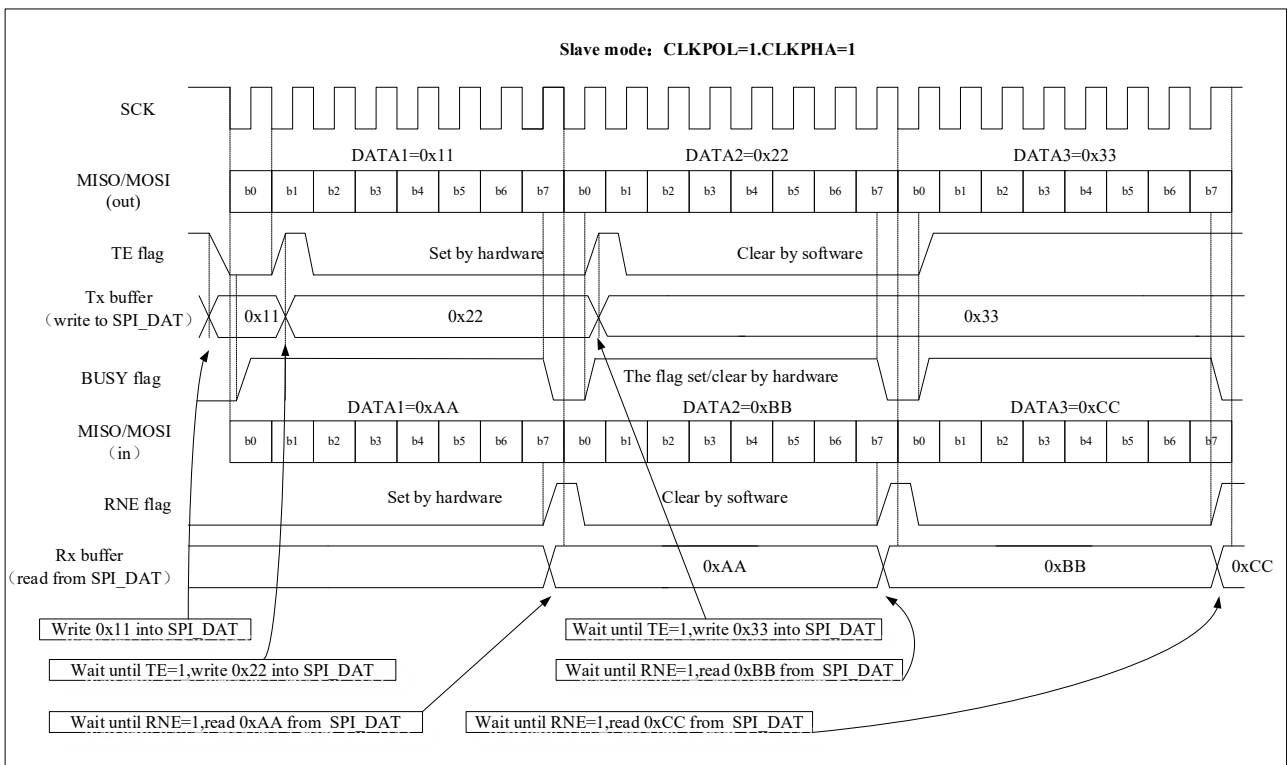 Slave mode：CLKPOL=1.CLKPHA=1
SCK
DATA1=0x11 DATA2=0x22 DATA3=0x33
MISO/MOSI
(out)
b0 b1 b2 b3 b4 b5 b6 b7 b0 b1 b2 b3 b4 b5 b6 b7 b0 b1 b2 b3 b4 b5 b6 b7
TE flag Set by hardware Clear by software
Tx buffer
（write to SPI_DAT）
0x11 0x22 0x33
BUSY flag The flag set/clear by hardware
DATA1=0xAA DATA2=0xBB DATA3=0xCC
MISO/MOSI
（in）
b0 b1 b2 b3 b4 b5 b6 b7 b0 b1 b2 b3 b4 b5 b6 b7 b0 b1 b2 b3 b4 b5 b6 b7
RNE flag Set by hardware Clear by software
Rx buffer
（read from SPI_DAT）
0xAA 0xBB 0xCC
Write 0x11 into SPI_DAT Wait until TE=1,write 0x33 into SPI_DAT
Wait until TE=1,write 0x22 into SPI_DAT Wait until RNE=1,read 0xBB from SPI_DAT
Wait until RNE=1,read 0xAA from SPI_DAT Wait until RNE=1,read 0xCC from SPI_DAT